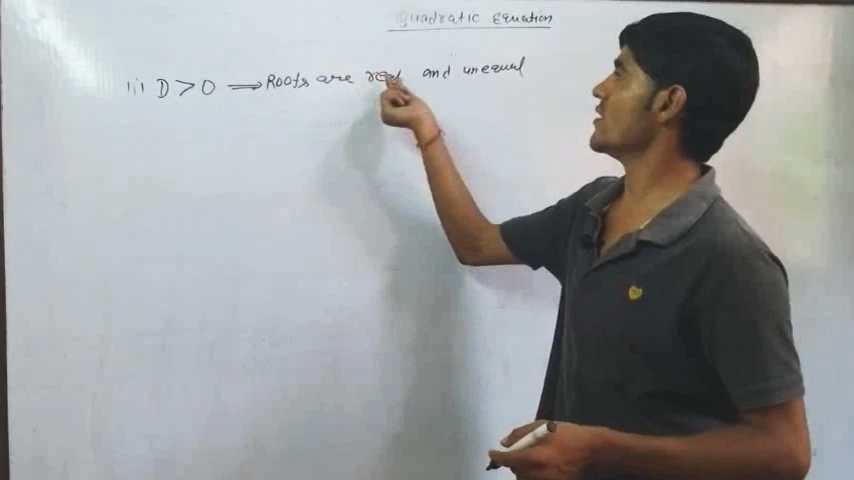 Quadratic Equation
(i) D > 0 ⟹ Roots are real and unequal